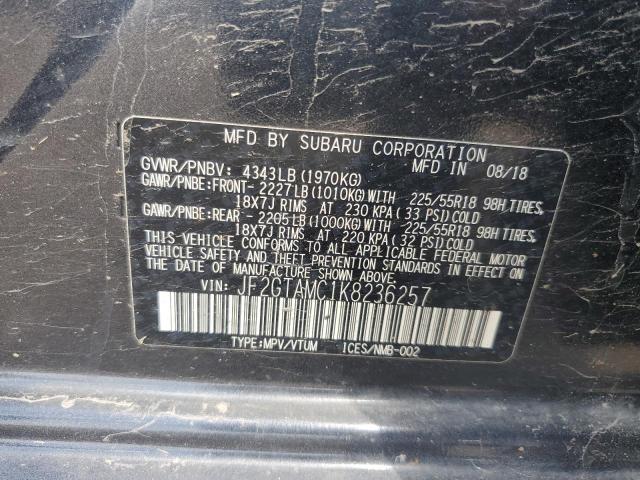 MFD BY SUBARU CORPORATION
GVWR/PNBV: 4343LB(1970KG) MFD IN 08/18
GAWR/PNBE:FRONT-2227LB(1010KG)WITH 225/55R18 98H,TIRES,
18X7J RIMS AT 230 KPA( 33 PSI)COLD
GAWR/PNBE:REAR -2205LB(1000KG)WITH 225/55R18 98H TIRES,
18X7J RIMS AT 220 KPA( 32 PSI)COLD
THIS VEHICLE CONFORMS TO ALL APPLICABLE FEDERAL MOTOR
VEHICLE SAFETY AND THEFT PREVENTION STANDARDS IN EFFECT ON
THE DATE OF MANUFACTURE SHOWN ABOVE.
VIN: JF2GTAMC1K8236257
TYPE:MPV/VTUM ICES/NMB-002